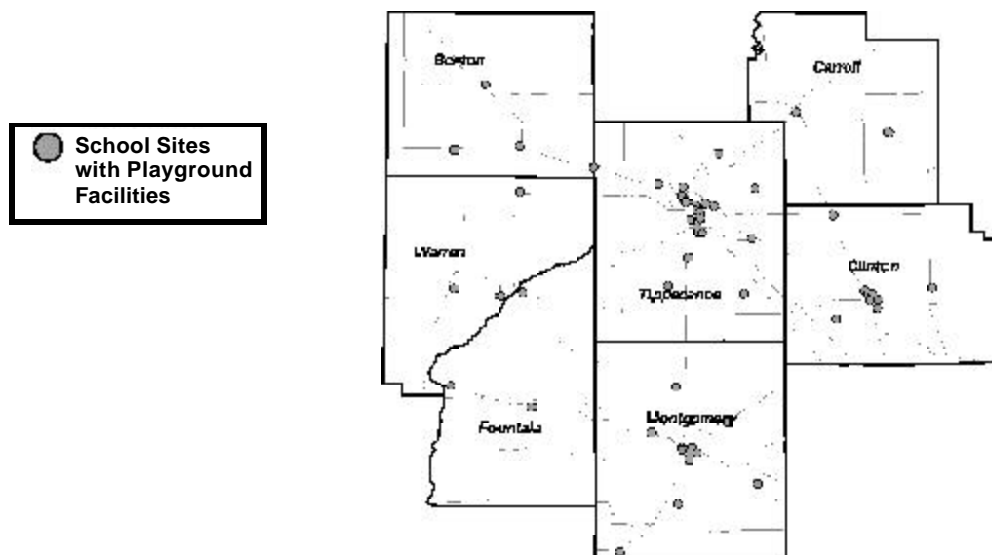 School Sites
with Playground
Facilities
Benton
Carroll
Warren
Clinton
Tippecanoe
Montgomery
Fountain